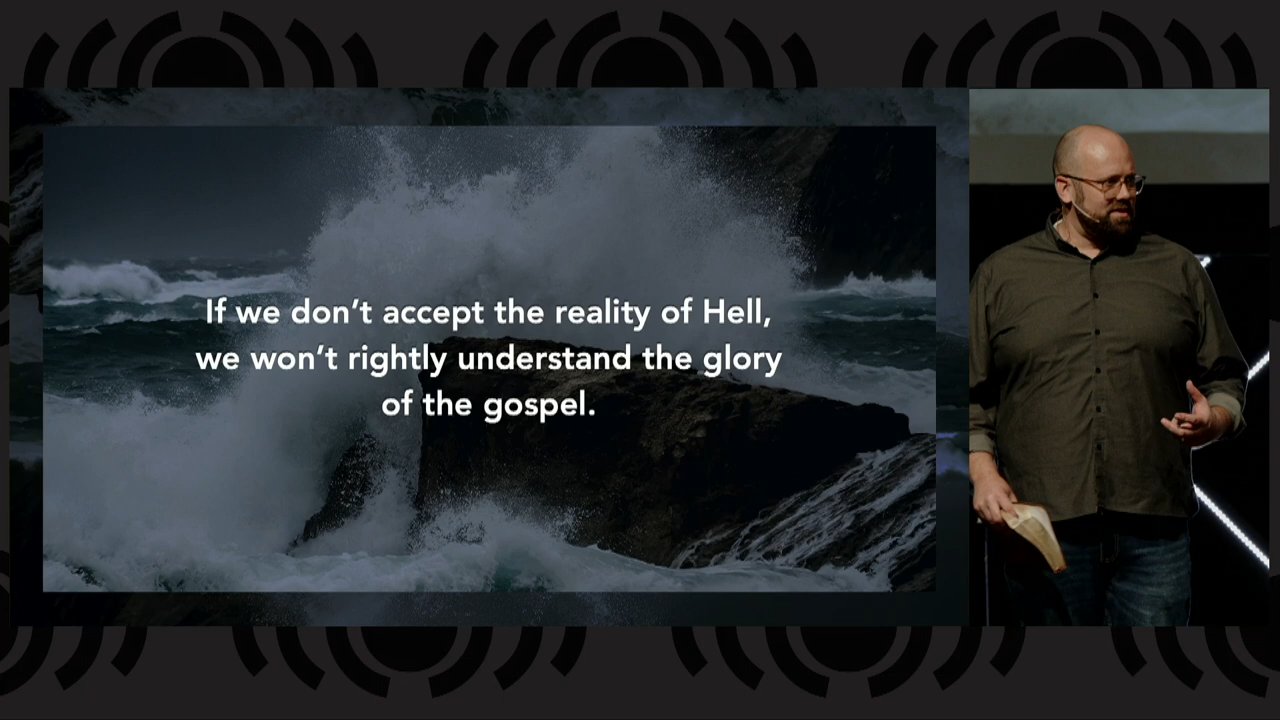 If we don’t accept the reality of Hell,
we won’t rightly understand the glory
of the gospel.